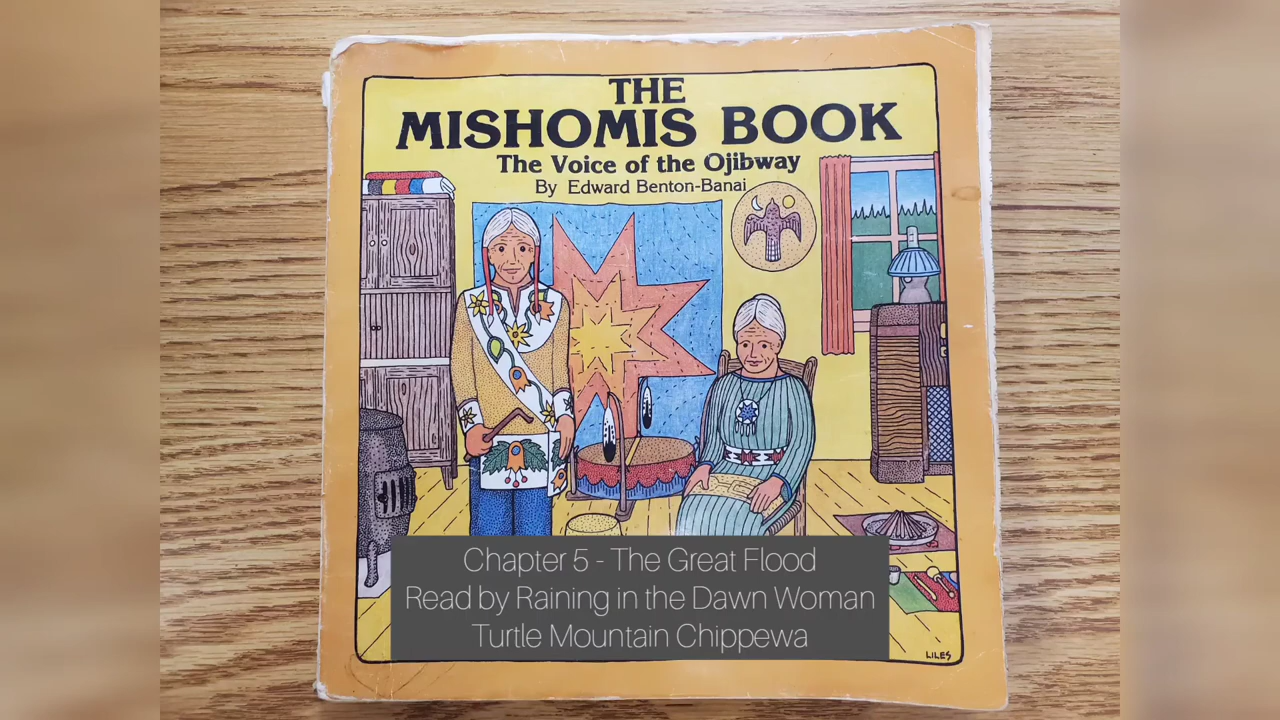 THE
MISHOMIS BOOK
The Voice of the Ojibway
By Edward Benton-Banai
Chapter 5 - The Great Flood
Read by Raining in the Dawn Woman
Turtle Mountain Chippewa
LILES